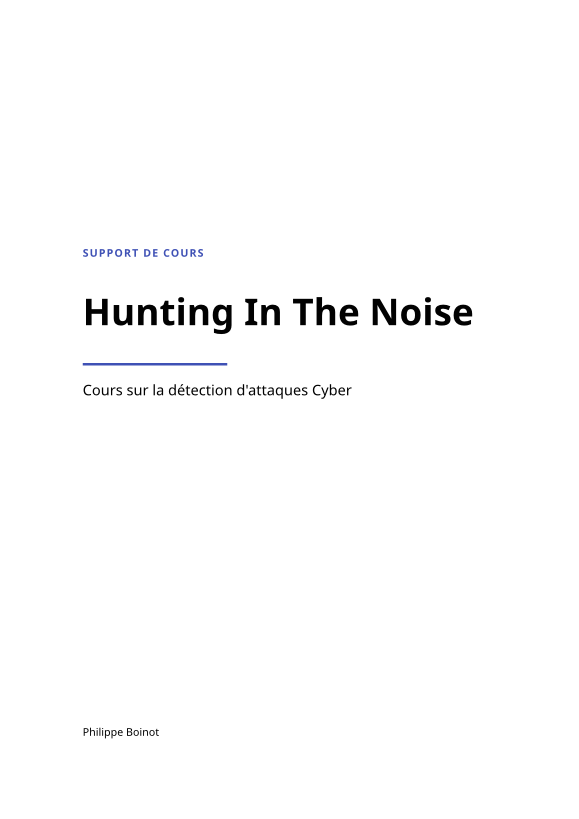 SUPPORT DE COURS
Hunting In The Noise
Cours sur la détection d'attaques Cyber
Philippe Boinot